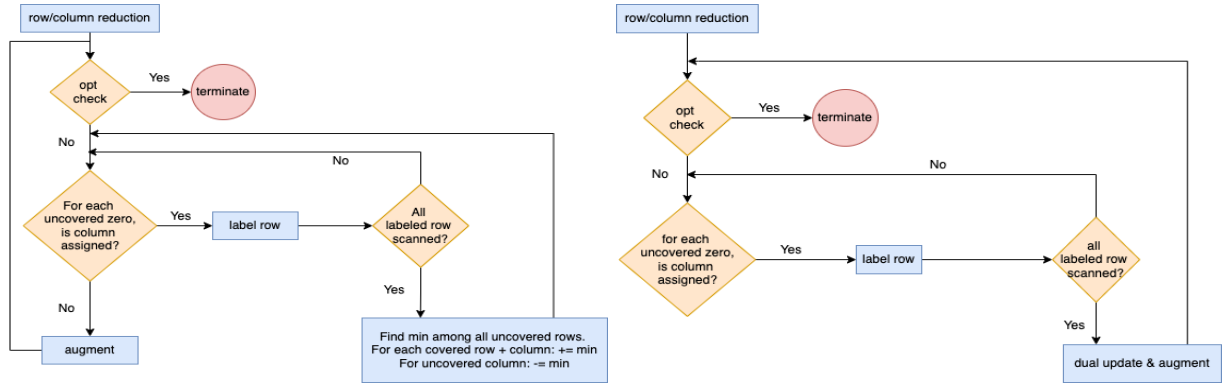 row/column reduction
opt
check
Yes
terminate
No
No
For each
uncovered zero,
is column
assigned?
Yes
label row
All
labeled row
scanned?
No
augment
Yes
Find min among all uncovered rows.
For each covered row + column: += min
For uncovered column: -= min
row/column reduction
opt
check
Yes
terminate
No
No
for each
uncovered zero,
is column
assigned?
Yes
label row
all
labeled row
scanned?
Yes
dual update & augment